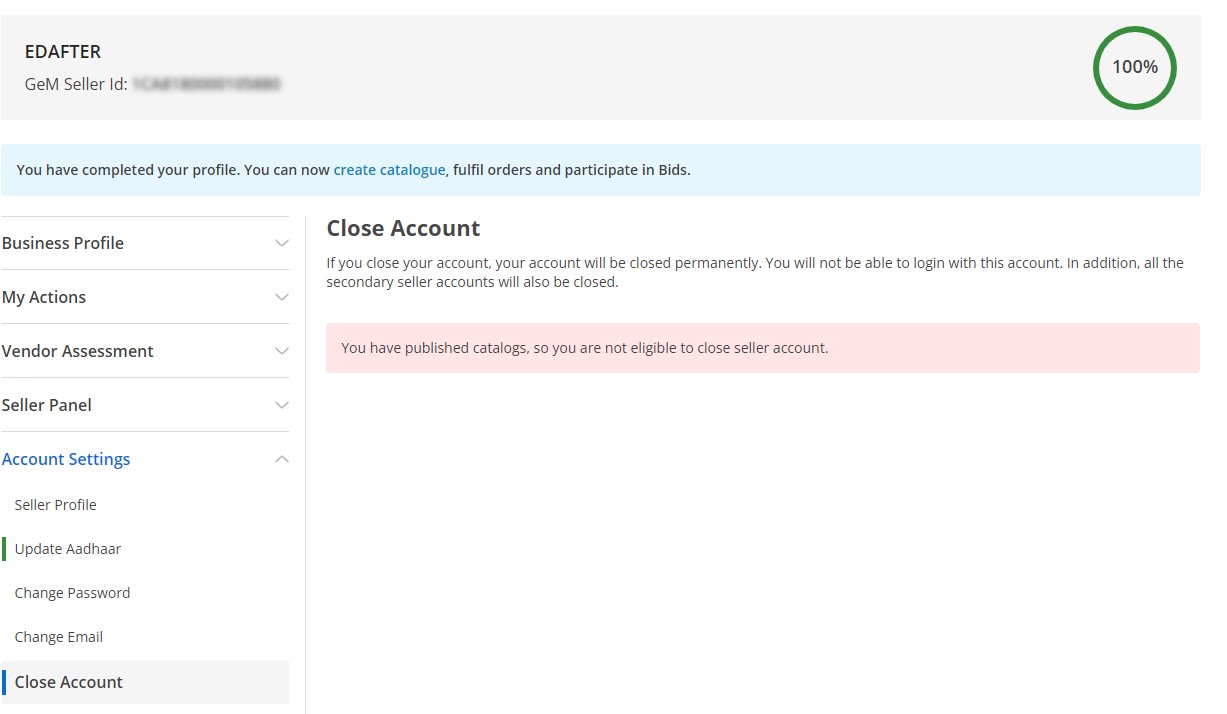 EDAFTER
GeM Seller Id:
100%
You have completed your profile. You can now create catalogue, fulfil orders and participate in Bids.
Business Profile
My Actions
Vendor Assessment
Seller Panel
Account Settings
Seller Profile
Update Aadhaar
Change Password
Change Email
Close Account
Close Account
If you close your account, your account will be closed permanently. You will not be able to login with this account. In addition, all the
secondary seller accounts will also be closed.
You have published catalogs, so you are not eligible to close seller account.